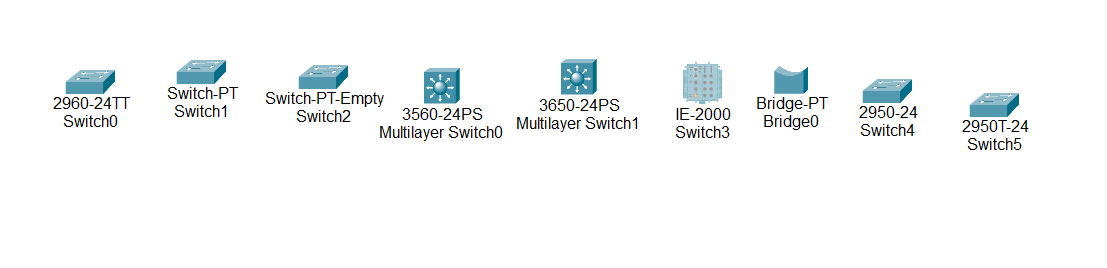 2960-24TT
Switch0
Switch-PT
Switch1
Switch-PT-Empty
Switch2
3560-24PS
Multilayer Switch0
3650-24PS
Multilayer Switch1
IE-2000
Switch3
Bridge-PT
Bridge0
2950-24
Switch4
2950T-24
Switch5